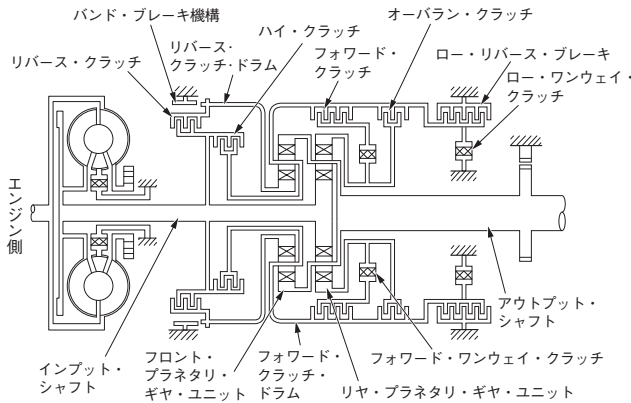 バンド・ブレーキ機構
リバース・クラッチ
リバース・
クラッチ・ドラム
ハイ・クラッチ
フォワード・
クラッチ
オーバラン・クラッチ
ロー・リバース・ブレーキ
ロー・ワンウェイ・
クラッチ
エンジン側
インプット・
シャフト
フロント・
プラネタリ・
ギヤ・ユニット
フォワード・
クラッチ・
ドラム
リヤ・プラネタリ・ギヤ・ユニット
フォワード・ワンウェイ・クラッチ
アウトプット・
シャフト